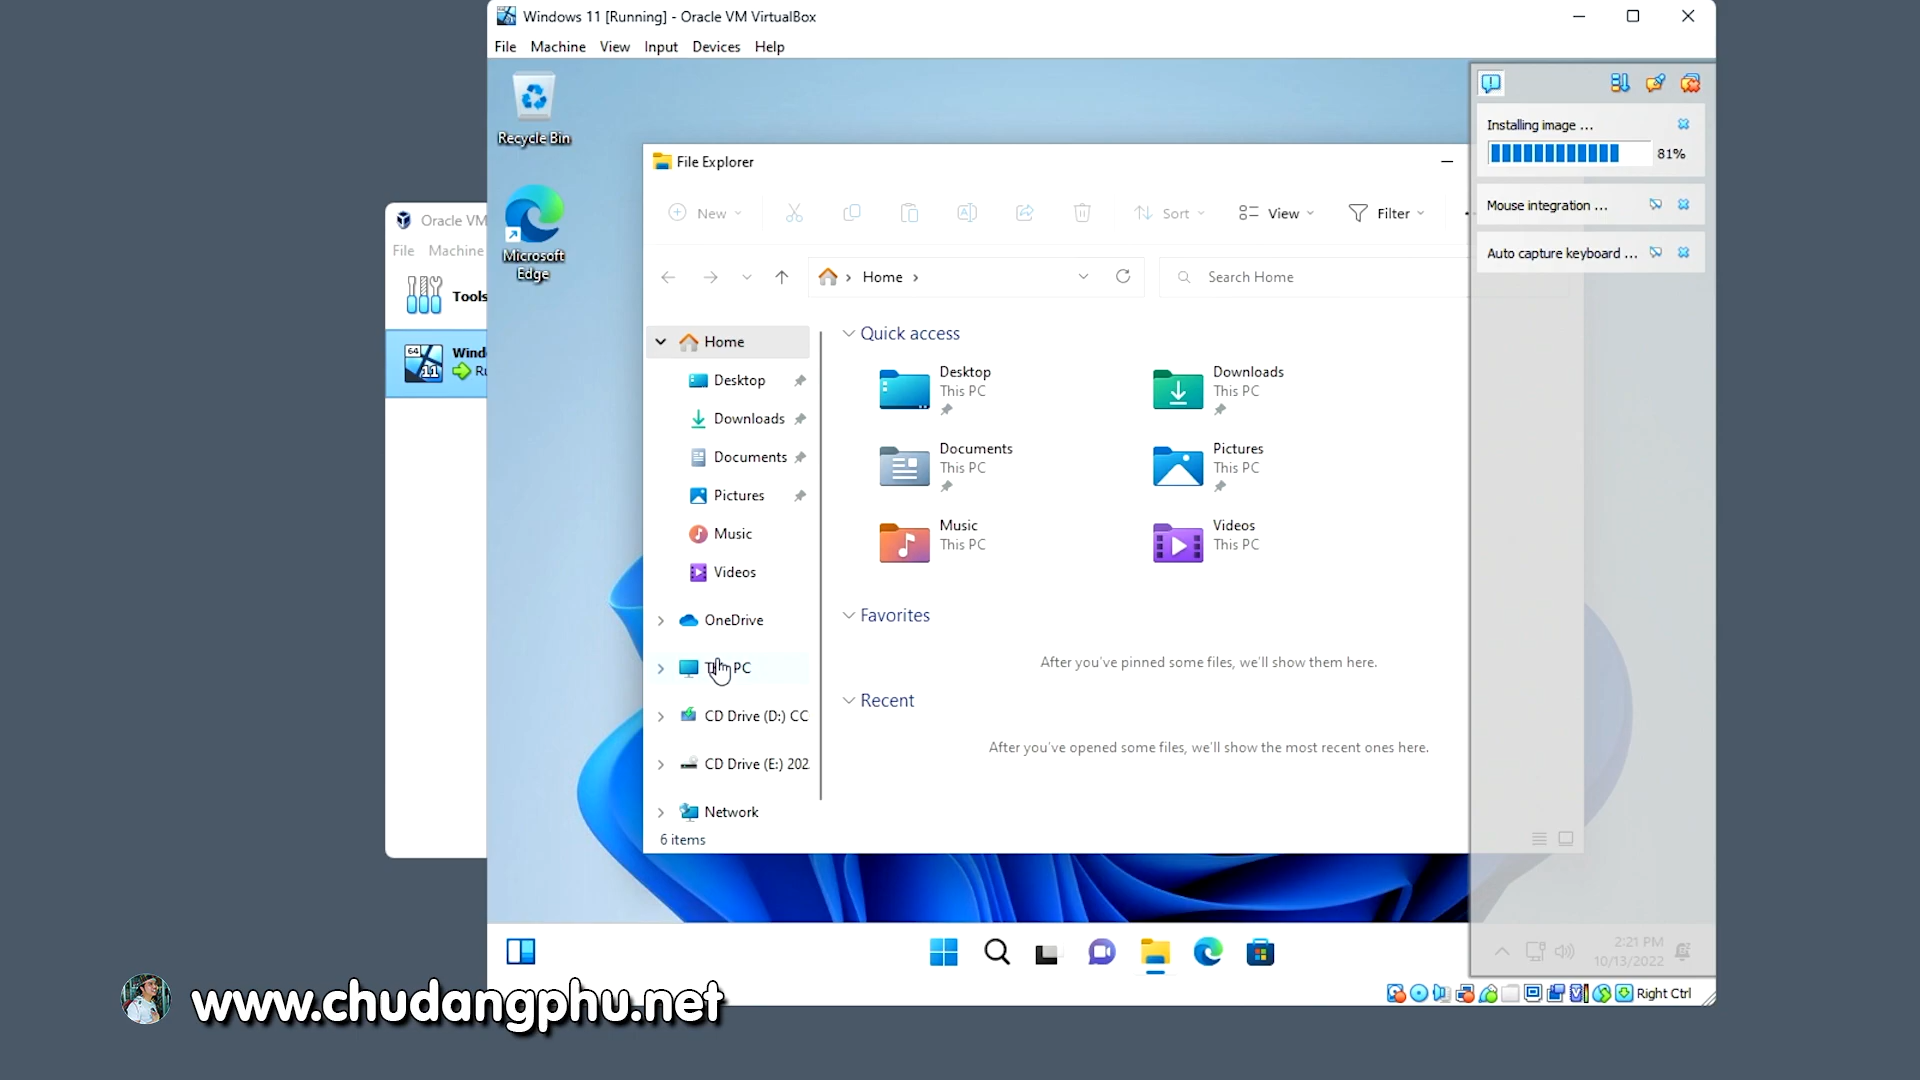 Windows 11 [Running] - Oracle VM VirtualBox
File Machine View Input Devices Help
Recycle Bin
Microsoft
Edge
Oracle VM
File Machine
Tools
64
11
Wind
Ru
File Explorer
New
Sort
View
Filter
Home
Search Home
Home
Desktop
Downloads
Documents
Pictures
Music
Videos
OneDrive
PC
CD Drive (D:) CC
CD Drive (E:) 202
Network
6 items
Quick access
Desktop
This PC
Downloads
This PC
Documents
This PC
Pictures
This PC
Music
This PC
Videos
This PC
Favorites
After you've pinned some files, we'll show them here.
Recent
After you've opened some files, we'll show the most recent ones here.
Installing image ...
81%
Mouse integration ...
Auto capture keyboard ...
2:21 PM
10/13/2022
Right Ctrl
www.chudangphu.net